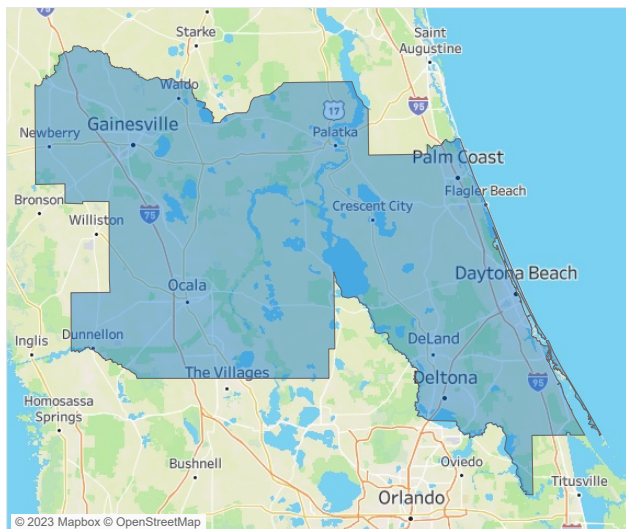 Starke
Saint
Augustine
Waldo
17
95
Newberry
Gainesville
Palatka
Palm Coast
Flagler Beach
Bronson
75
Crescent City
Williston
Ocala
Daytona Beach
Dunnellon
Inglis
DeLand
The Villages
Deltona
95
Homosassa
Springs
Bushnell
Oviedo
Titusville
Orlando
© 2023 Mapbox © OpenStreetMap